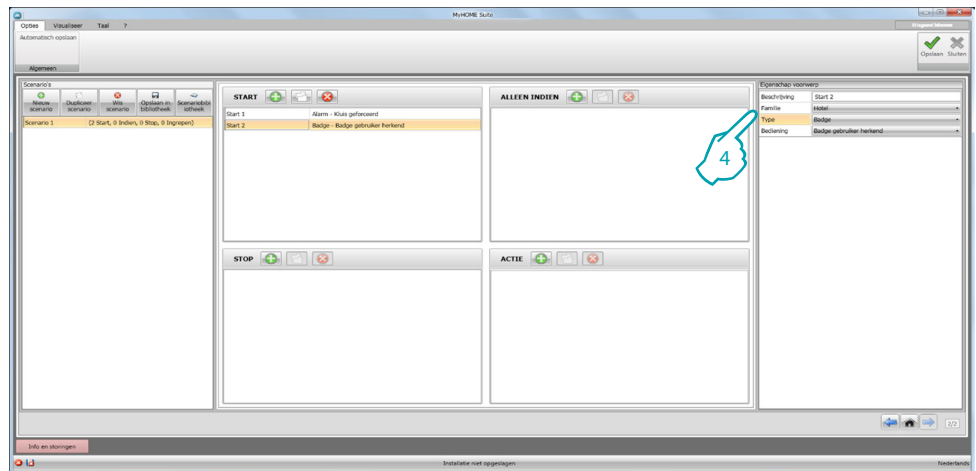 MyHOME Suite
Opties Visualiseer Taal ?
Automatisch opslaan
Opslaan Sluiten
Algemeen
Scenario's
Nieuw scenario
Dupliceer scenario
Wis scenario
Opslaan in bibliotheek
Scenariobibliotheek
Scenario 1 (2 Start, 0 Indien, 0 Stop, 0 Ingrepen)
START
Start 1 Alarm - Kluis geforceerd
Start 2 Badge - Badge gebruiker herkend
ALLEEN INDIEN
STOP
ACTIE
Eigenschap voorwerp
Beschrijving Start 2
Familie Hotel
Type Badge
Bediening Badge gebruiker herkend
4
2/2
Info en storingen
Installatie niet opgeslagen
Nederlands